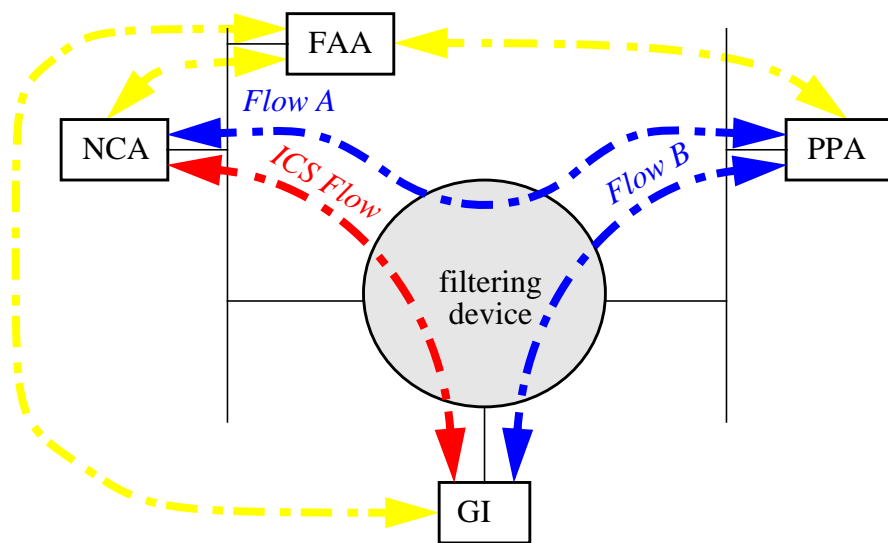 FAA
Flow A
NCA
ICS Flow
Flow B
PPA
filtering
device
GI